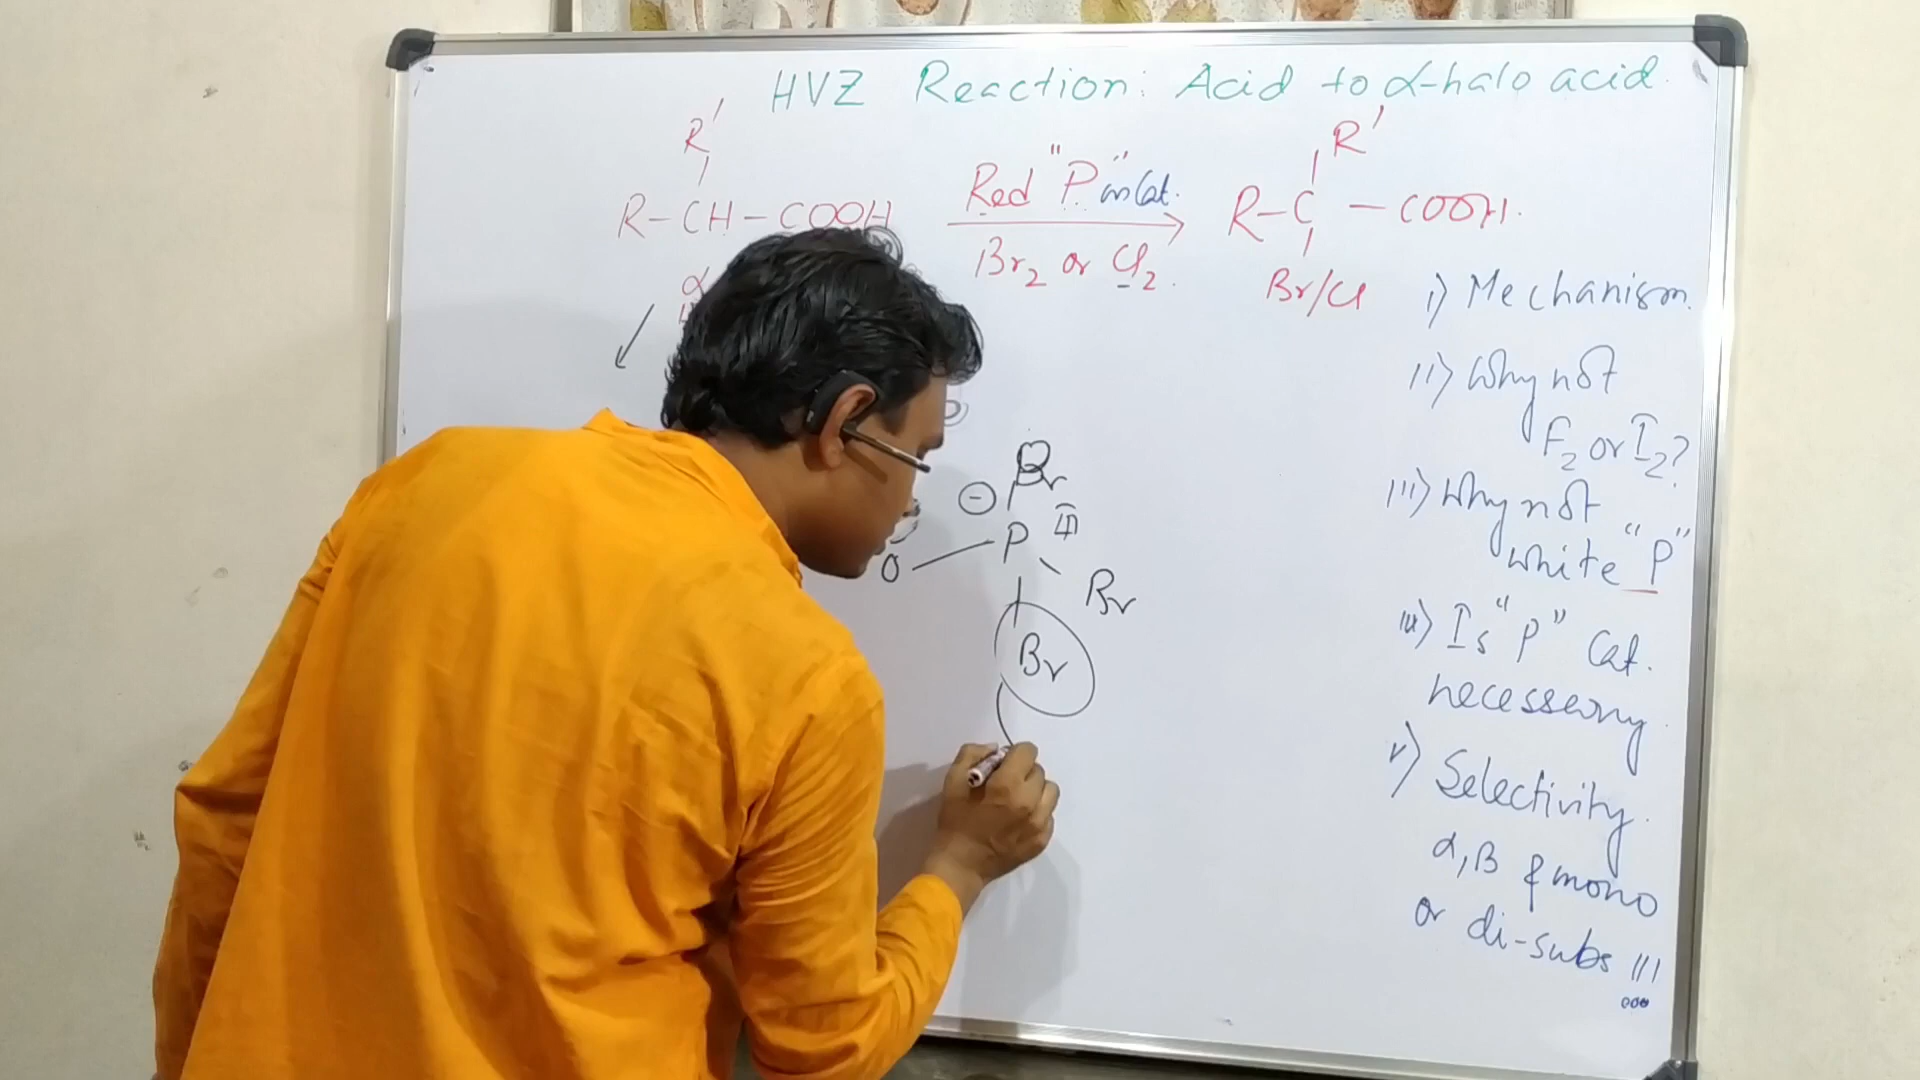 HVZ Reaction: Acid to α-halo acid.
R'
R-CH-COOH
α
Red "P" as Cat.
Br2 or Cl2.
R'
R-C-COOH.
Br/Cl
i) Mechanism.
ii) Why not
F2 or I2?
iii) Why not
white "P"
iv) Is "P" Cat.
necesseory.
v) Selectivity.
α, β & mono
or di-subs !!!
Br
⊖
P
O
Br
Br